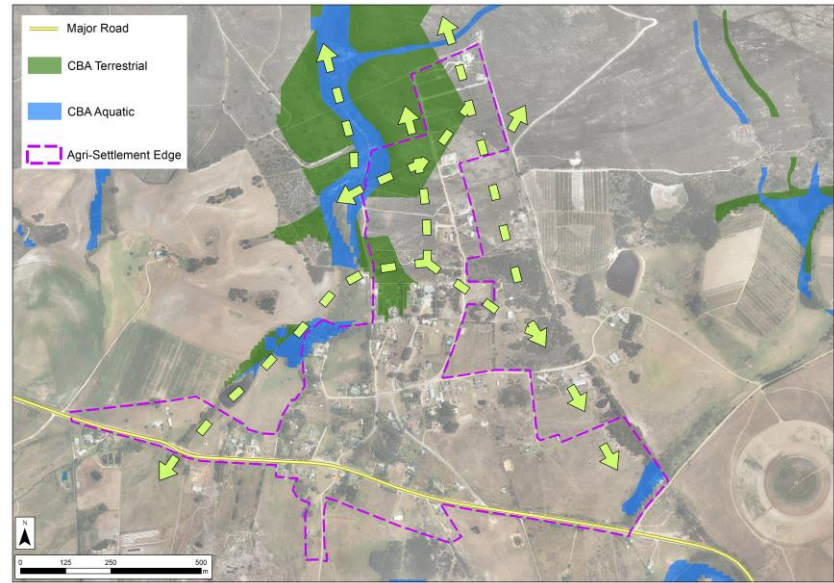 Major Road
CBA Terrestrial
CBA Aquatic
Agri-Settlement Edge
N
0 125 250 500
m